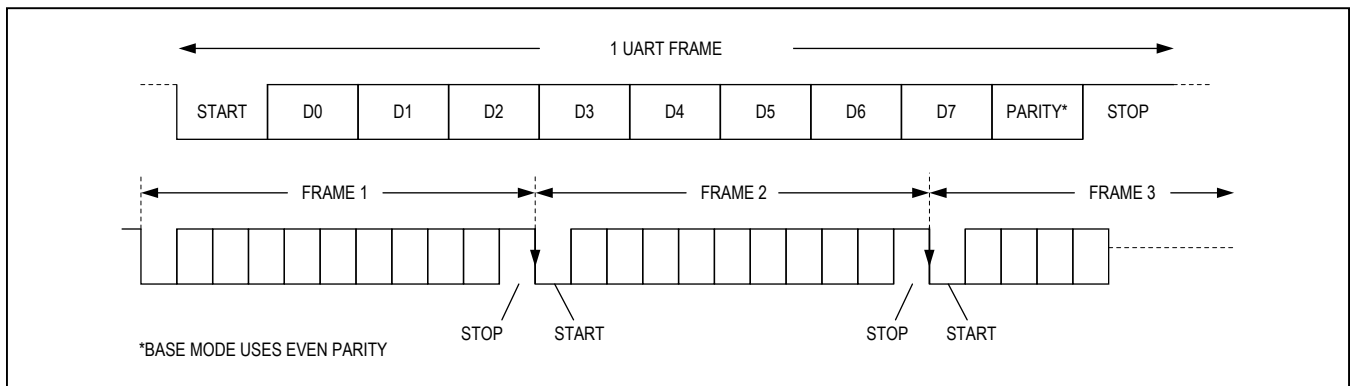 1 UART FRAME
START D0 D1 D2 D3 D4 D5 D6 D7 PARITY* STOP
FRAME 1 FRAME 2 FRAME 3
STOP START STOP START
*BASE MODE USES EVEN PARITY